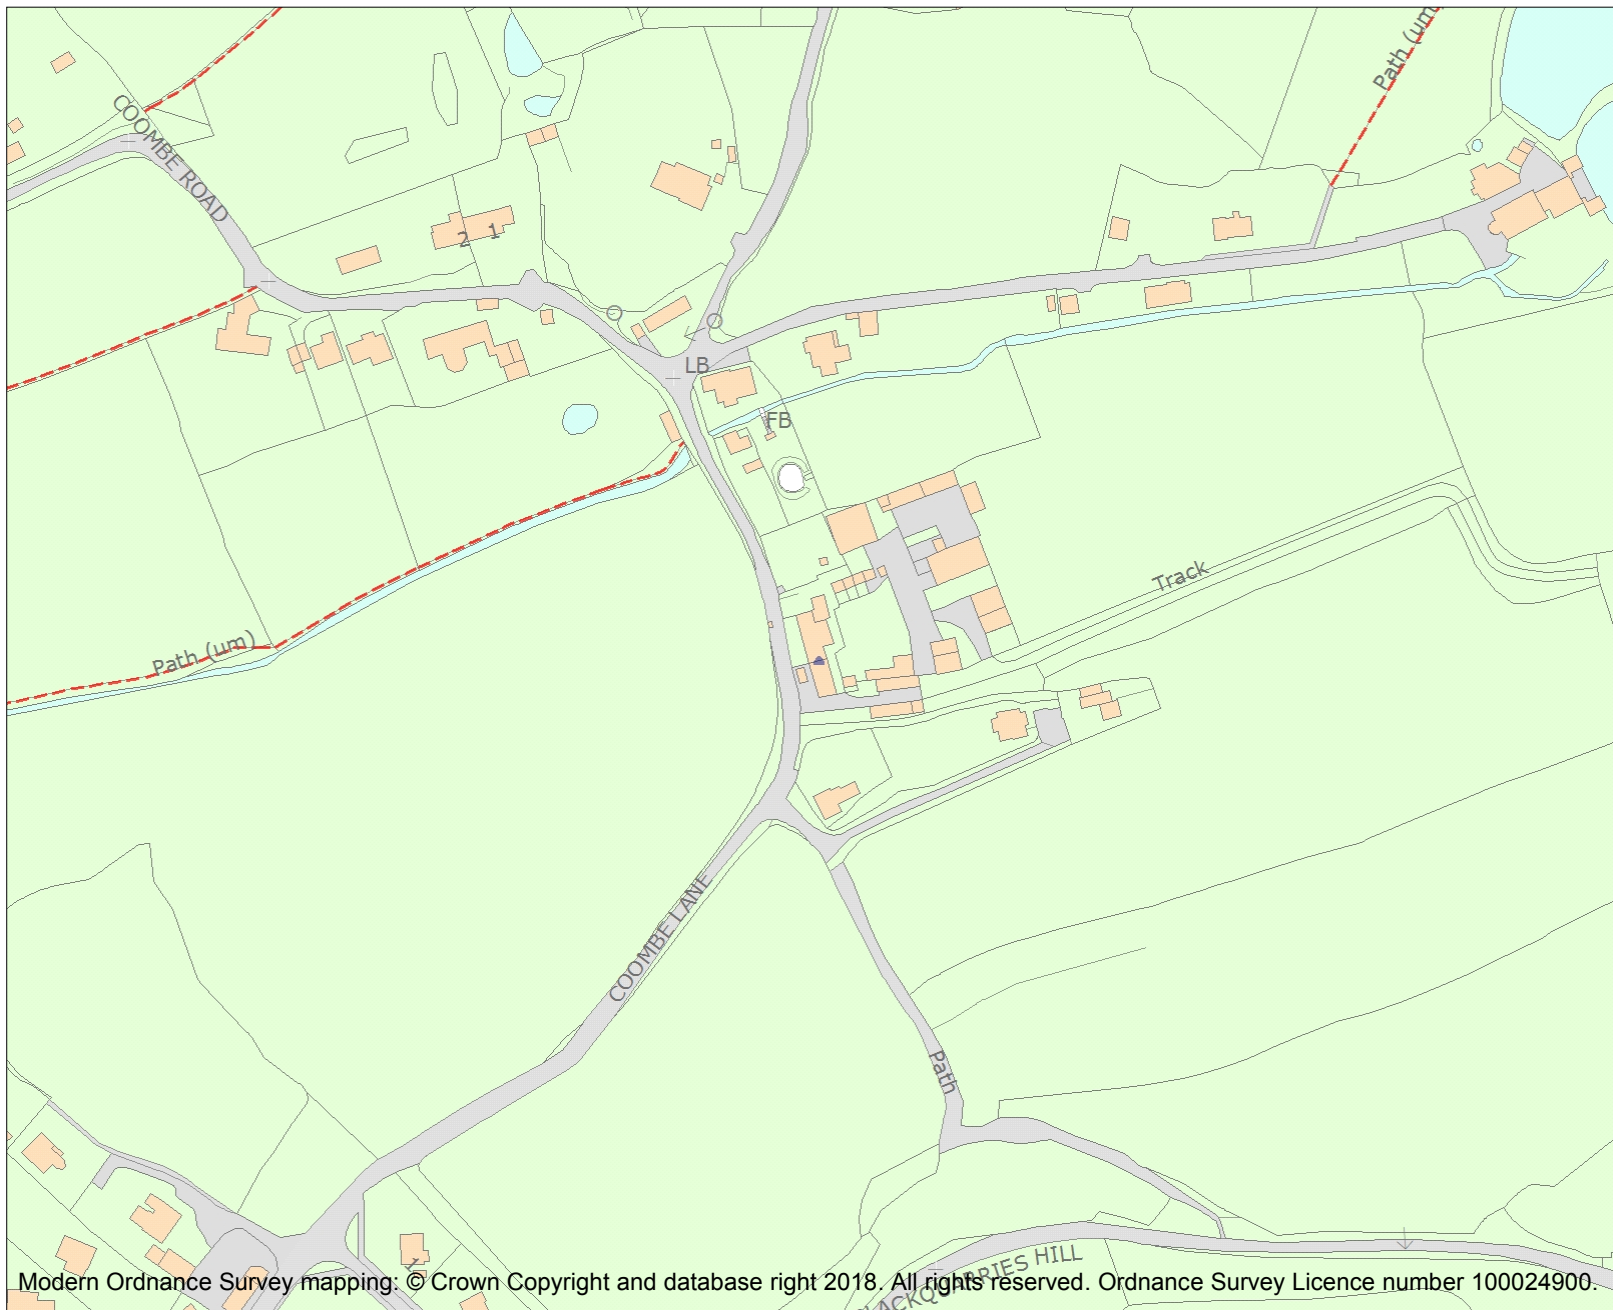 Path (um)
COOMBE ROAD
2 1
LB
FB
Track
Path (um)
COOMBE LANE
Path
1
Modern Ordnance Survey mapping: © Crown Copyright and database right 2018. All rights reserved. Ordnance Survey Licence number 100024900.